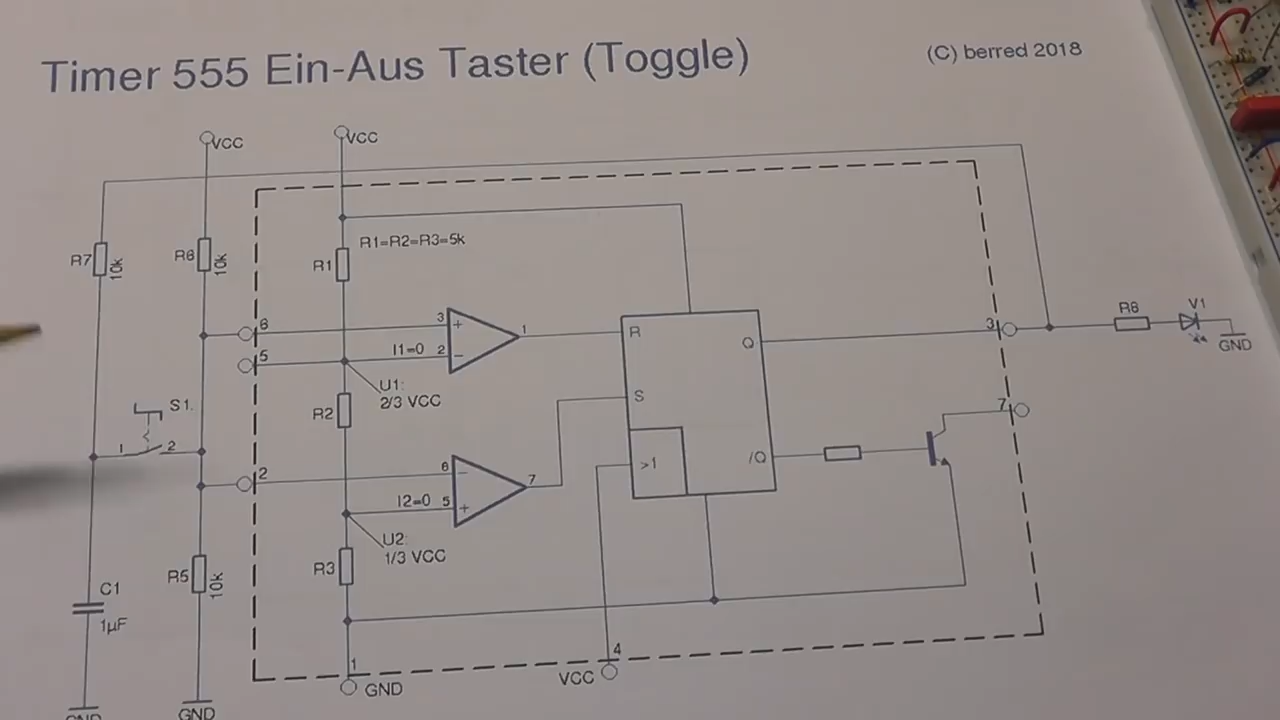 Timer 555 Ein-Aus Taster (Toggle)
(C) berred 2018
VCC
VCC
R7
10k
R6
10k
R1=R2=R3=5k
R1
6
3
+
1
R
Q
3
R8
V1
GND
5
I1=0
2
−
U1:
2/3 VCC
S1
1
2
R2
S
7
>1
/Q
2
6
−
7
I2=0
5
+
U2:
1/3 VCC
R3
C1
1µF
R5
10k
1
GND
4
VCC
GND
GND